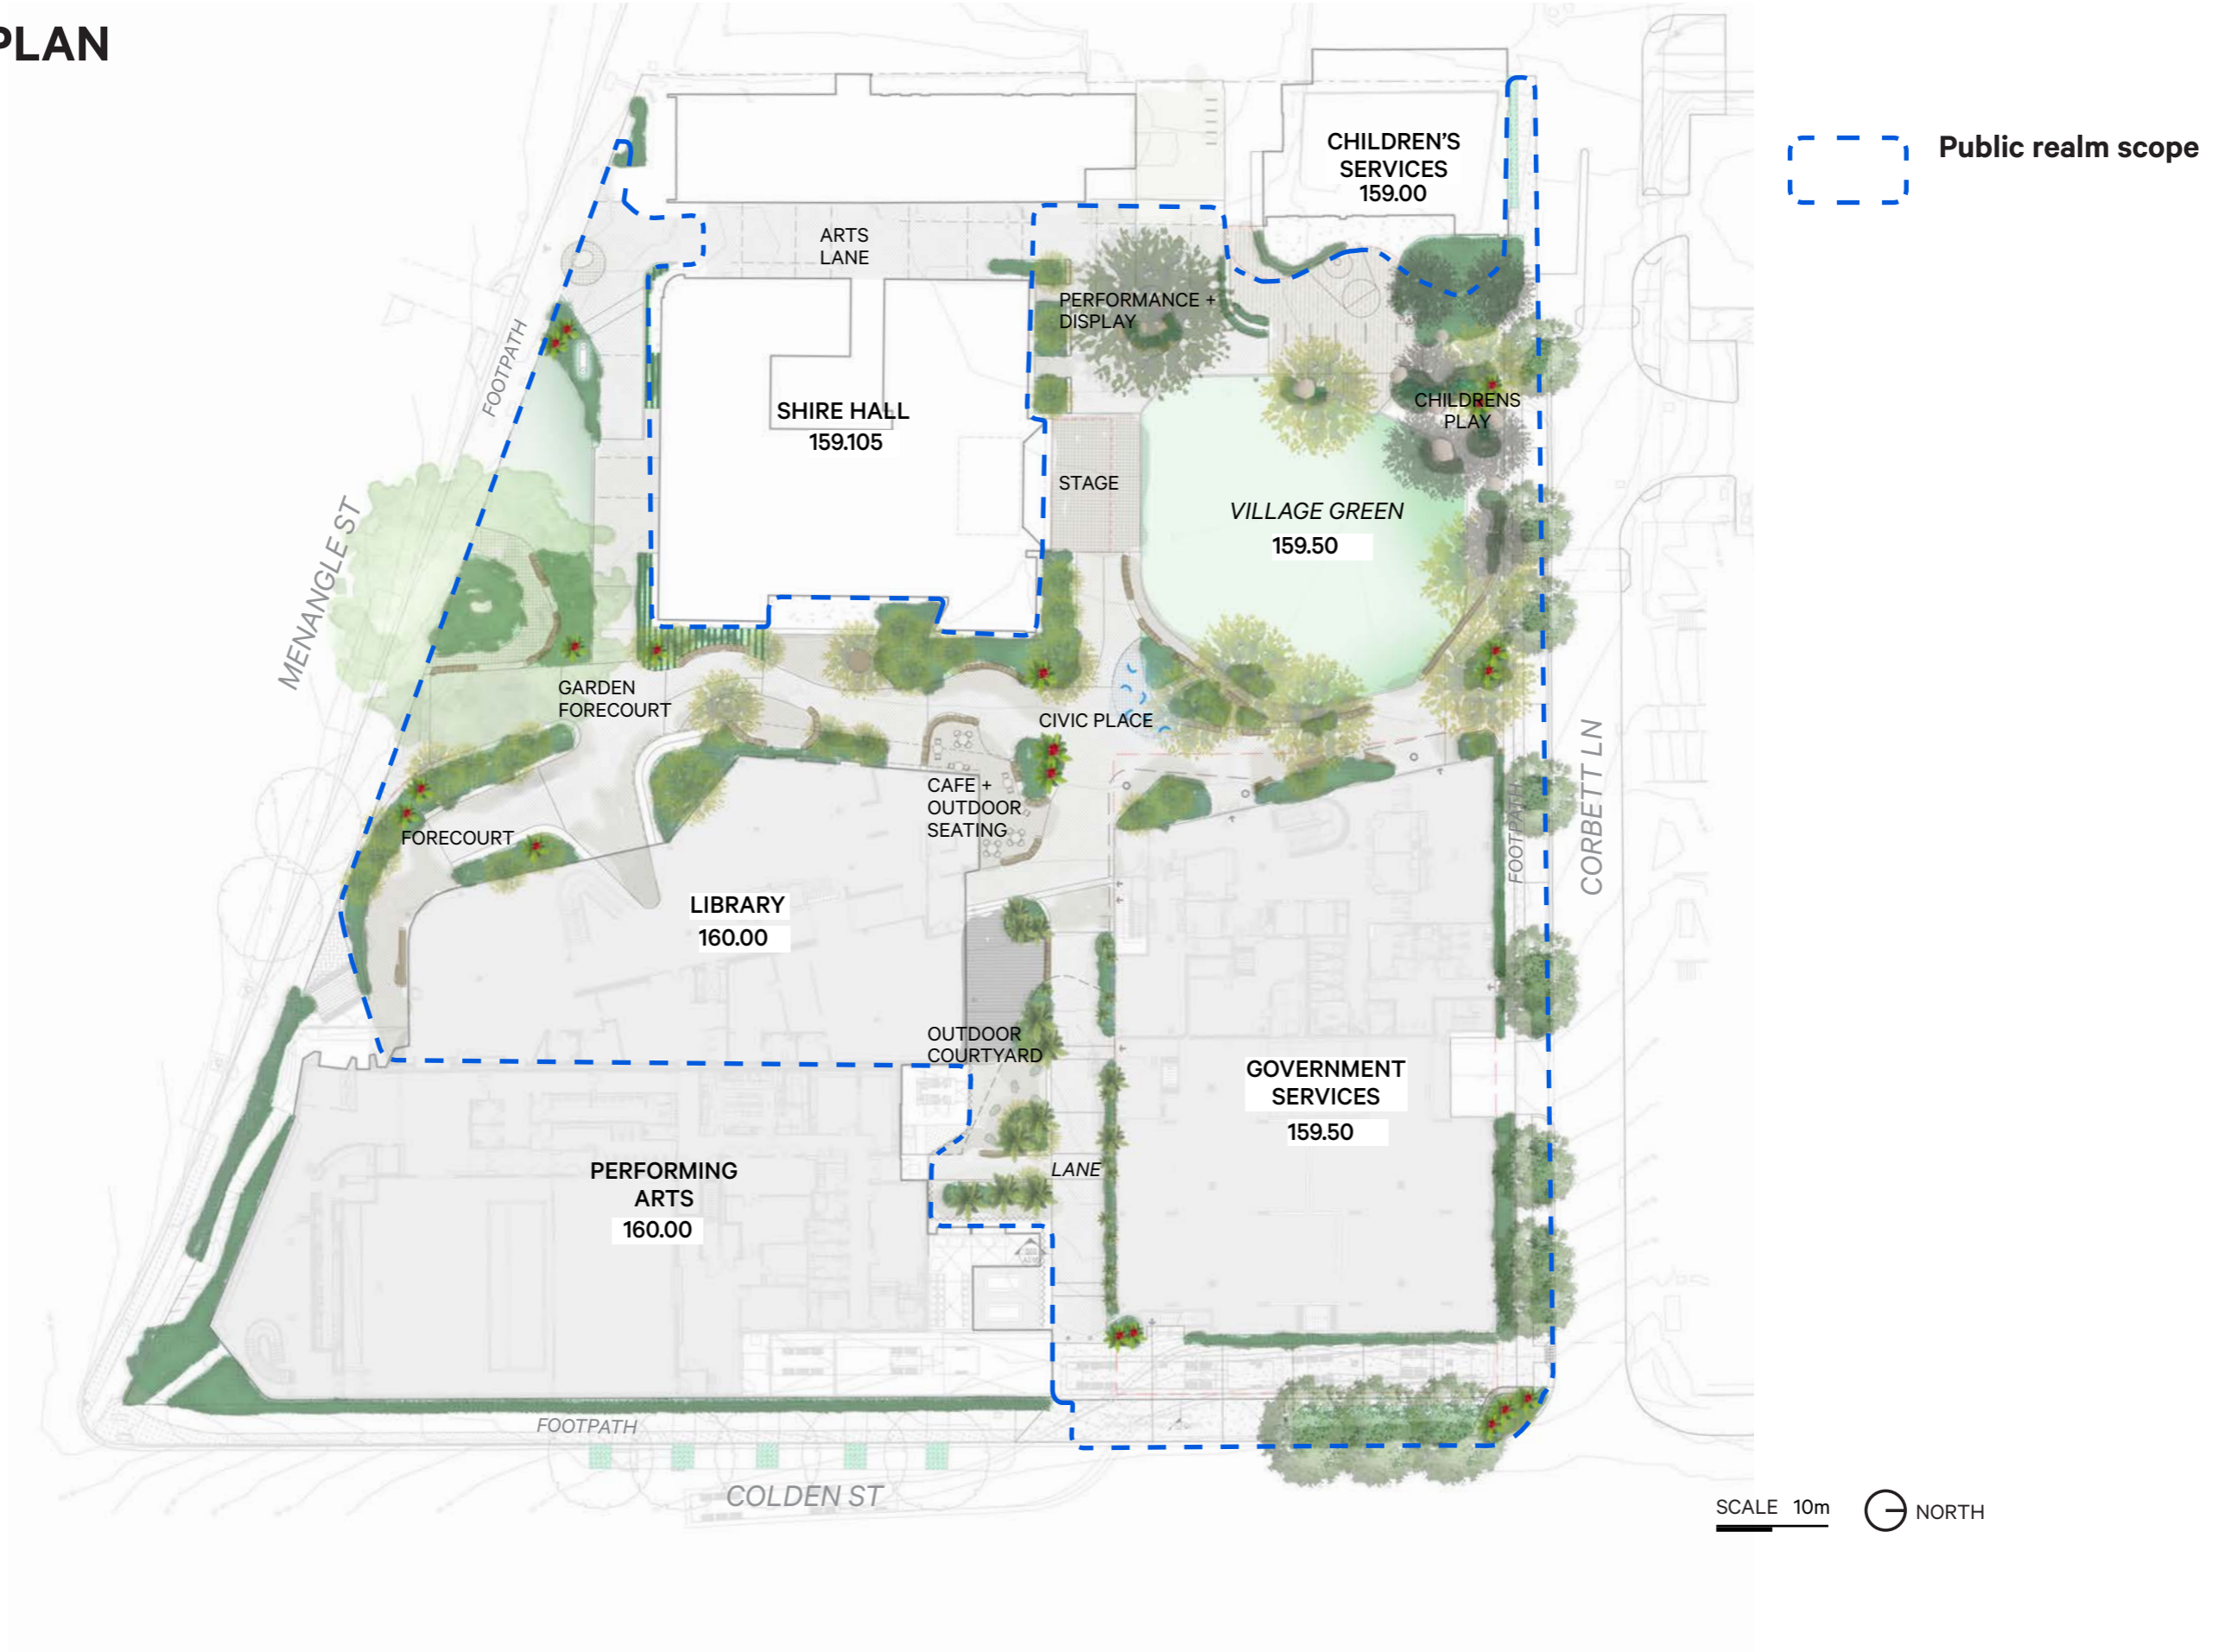 PLAN
Public realm scope
CHILDREN'S
SERVICES
159.00
ARTS
LANE
PERFORMANCE +
DISPLAY
FOOTPATH
SHIRE HALL
159.105
CHILDRENS
PLAY
STAGE
VILLAGE GREEN
159.50
MENANGLE ST
GARDEN
FORECOURT
CIVIC PLACE
CAFE +
OUTDOOR
SEATING
FORECOURT
FOOTPATH
CORBETT LN
LIBRARY
160.00
OUTDOOR
COURTYARD
GOVERNMENT
SERVICES
159.50
PERFORMING
ARTS
160.00
LANE
FOOTPATH
COLDEN ST
SCALE 10m
NORTH